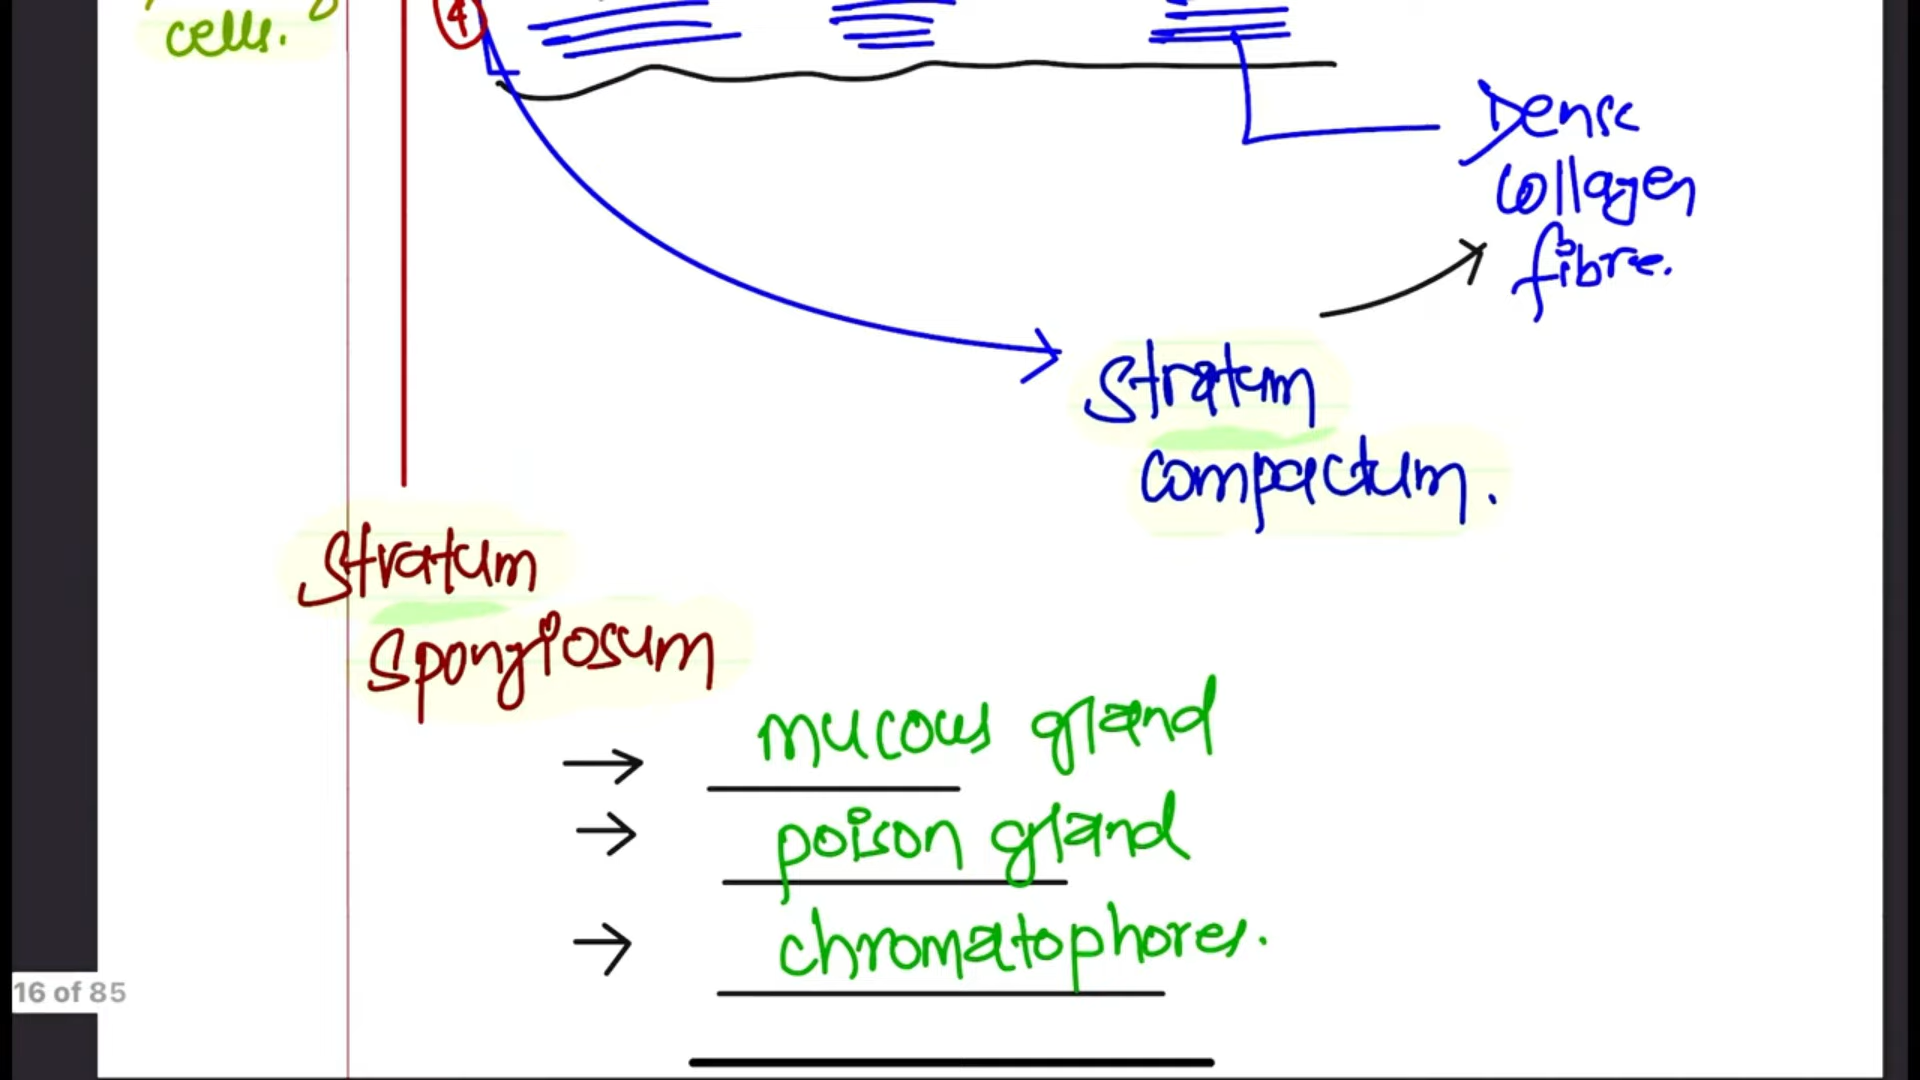 cells.
4
Dense
collagen
fibre.
Stratum
compactum.
Stratum
Spongiosum
→ mucous gland
→ poison gland
→ chromatophores.
16 of 85